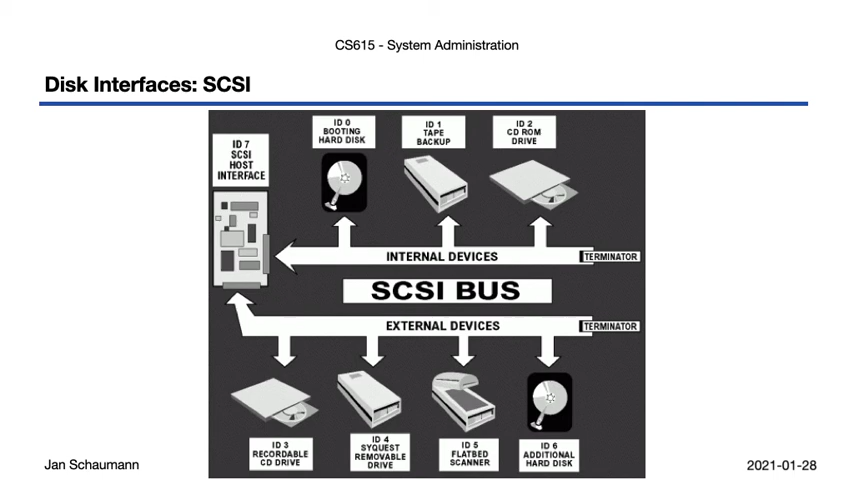 CS615 - System Administration
Disk Interfaces: SCSI
ID 7
SCSI
HOST
INTERFACE
ID 0
BOOTING
HARD DISK
ID 1
TAPE
BACKUP
ID 2
CD ROM
DRIVE
INTERNAL DEVICES
TERMINATOR
SCSI BUS
EXTERNAL DEVICES
TERMINATOR
ID 3
RECORDABLE
CD DRIVE
ID 4
SYQUEST
REMOVABLE
DRIVE
ID 5
FLATBED
SCANNER
ID 6
ADDITIONAL
HARD DISK
Jan Schaumann
2021-01-28